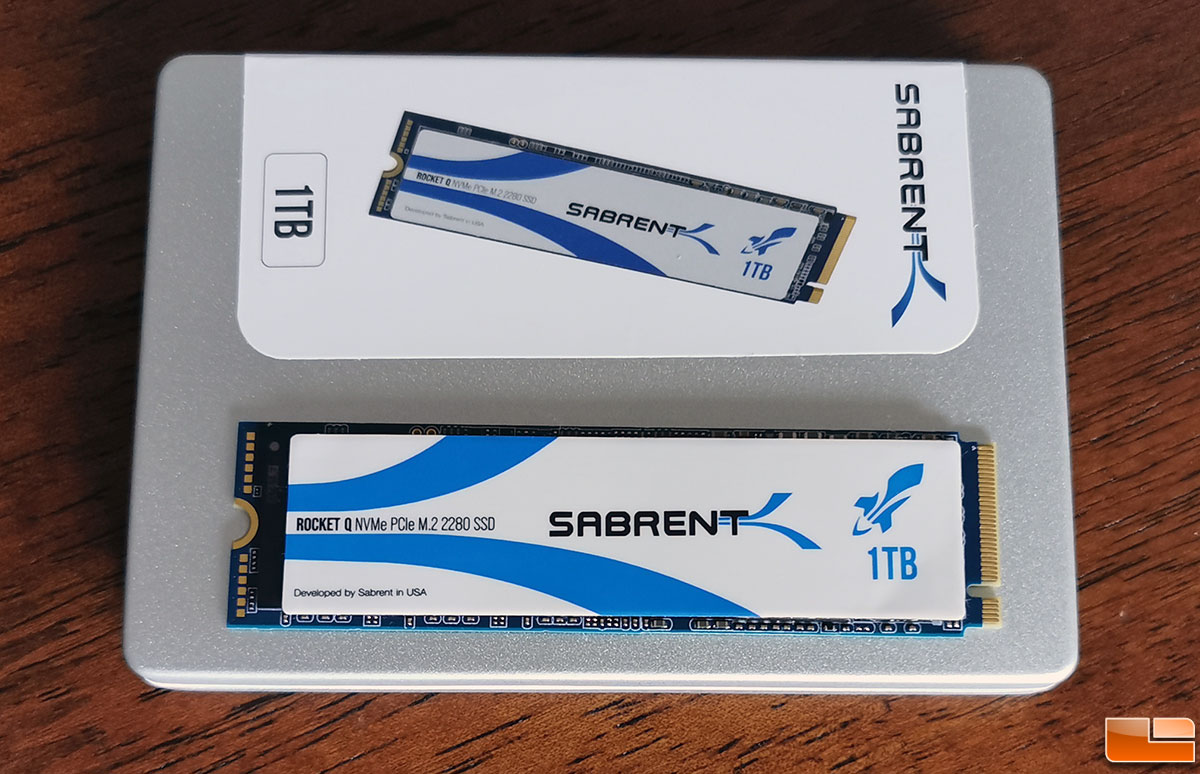 SABRENT
1TB
ROCKET Q NVMe PCIe M.2 2280 SSD
Developed by Sabrent in USA
SABRENT
1TB
ROCKET Q NVMe PCIe M.2 2280 SSD
SABRENT
1TB
Developed by Sabrent in USA